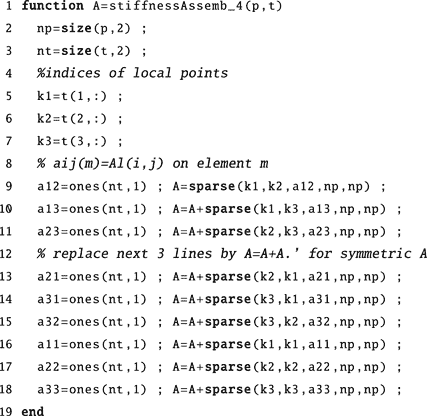 1 function A=stiffnessAssemb_4(p,t)
2 np=size(p,2) ;
3 nt=size(t,2) ;
4 %indices of local points
5 k1=t(1,:) ;
6 k2=t(2,:) ;
7 k3=t(3,:) ;
8 % aij(m)=Al(i,j) on element m
9 a12=ones(nt,1) ; A=sparse(k1,k2,a12,np,np) ;
10 a13=ones(nt,1) ; A=A+sparse(k1,k3,a13,np,np) ;
11 a23=ones(nt,1) ; A=A+sparse(k2,k3,a23,np,np) ;
12 % replace next 3 lines by A=A+A.’ for symmetric A
13 a21=ones(nt,1) ; A=A+sparse(k2,k1,a21,np,np) ;
14 a31=ones(nt,1) ; A=A+sparse(k3,k1,a31,np,np) ;
15 a32=ones(nt,1) ; A=A+sparse(k3,k2,a32,np,np) ;
16 a11=ones(nt,1) ; A=A+sparse(k1,k1,a11,np,np) ;
17 a22=ones(nt,1) ; A=A+sparse(k2,k2,a22,np,np) ;
18 a33=ones(nt,1) ; A=A+sparse(k3,k3,a33,np,np) ;
19 end